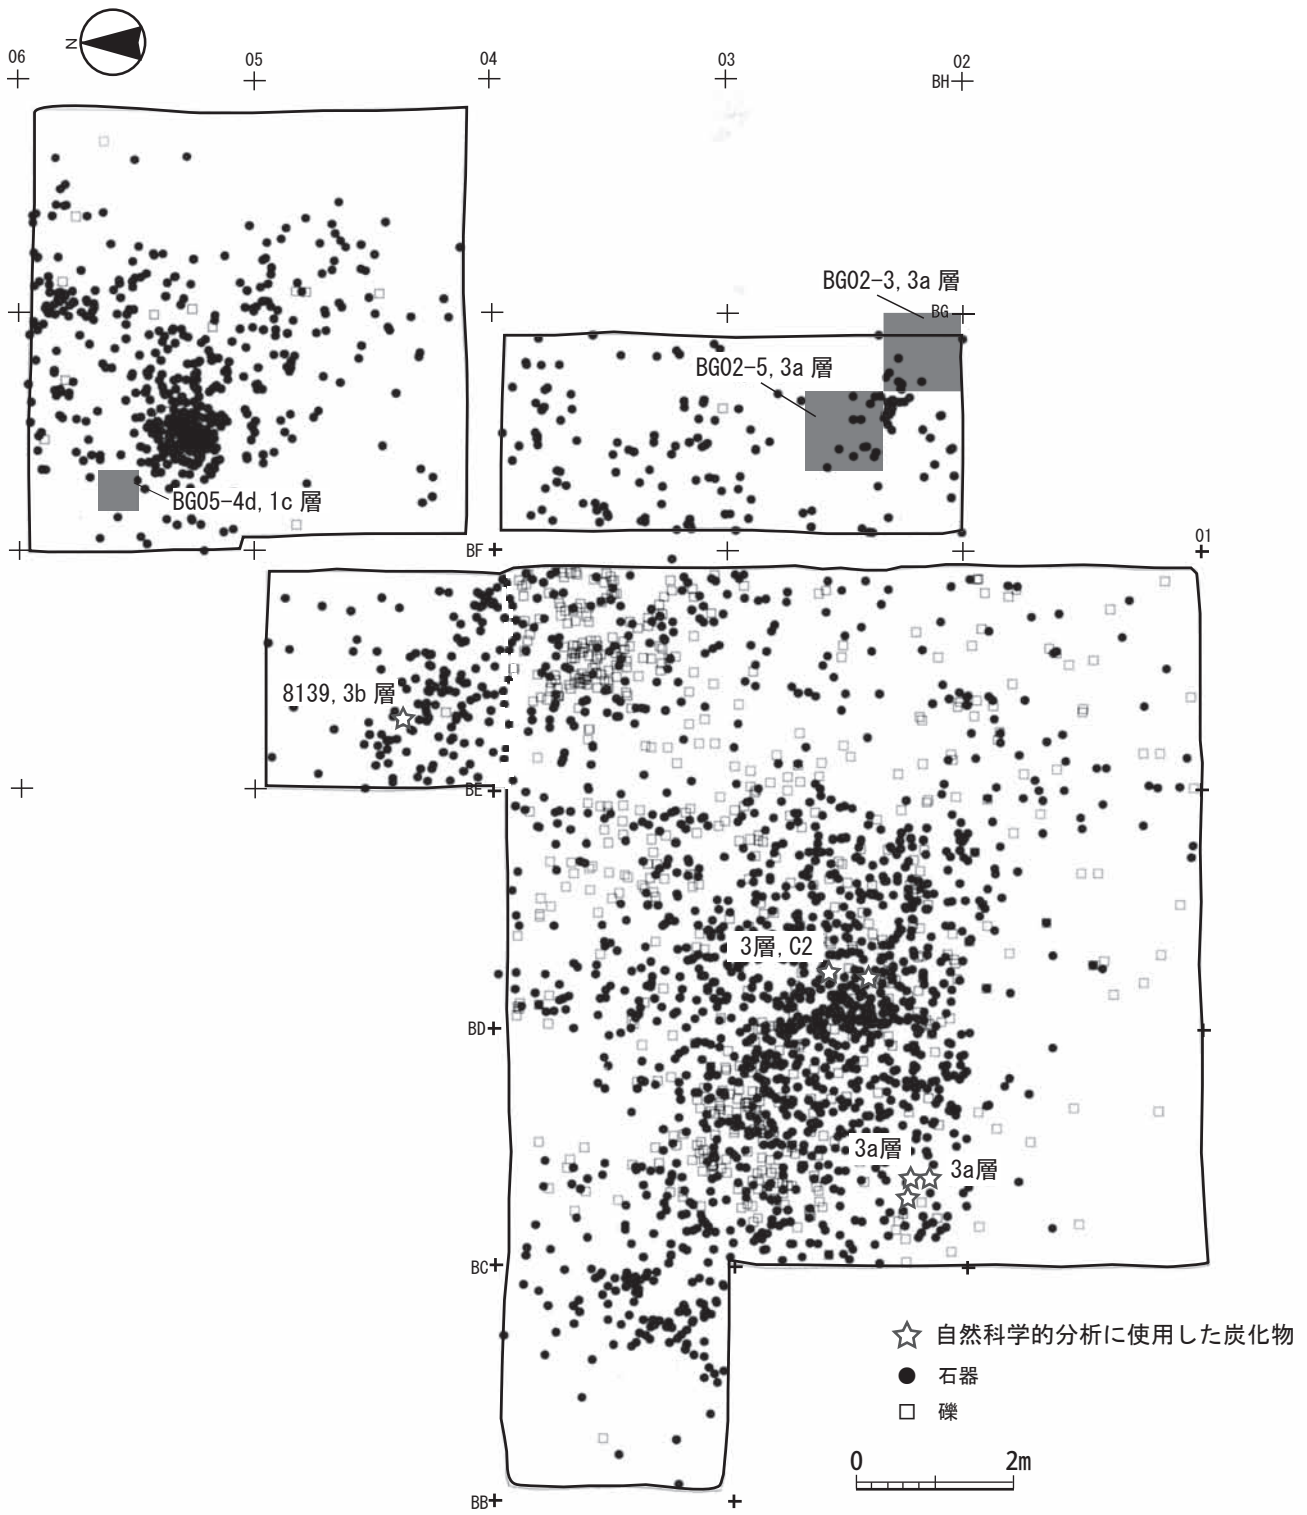 N
06
05
04
03
02
BH
BG02-3, 3a 層
BG
BG02-5, 3a 層
BG05-4d, 1c 層
BF
01
8139, 3b 層
BE
3層, C2
BD
3a層
3a層
BC
自然科学的分析に使用した炭化物
石器
礫
0 2m
BB